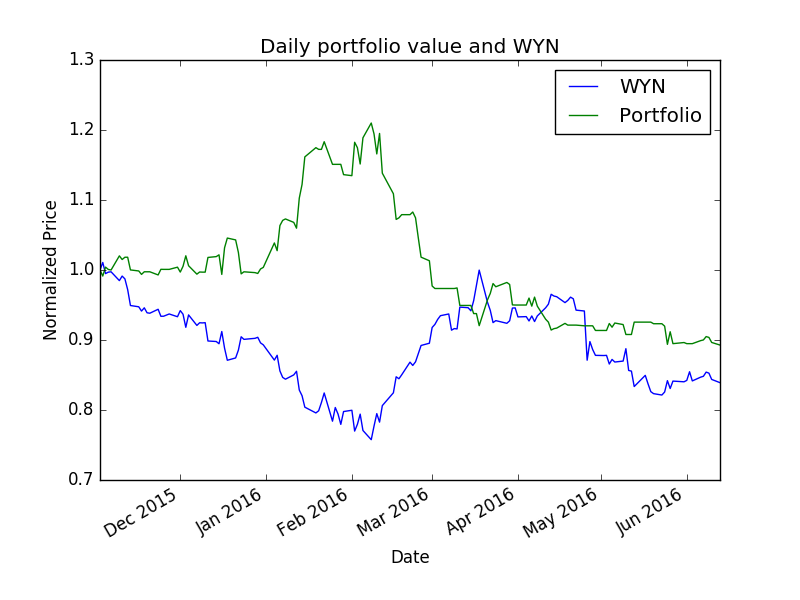 Daily portfolio value and WYN
1.3
1.2
1.1
1.0
0.9
0.8
0.7
Normalized Price
WYN
Portfolio
Dec 2015
Jan 2016
Feb 2016
Mar 2016
Apr 2016
May 2016
Jun 2016
Date